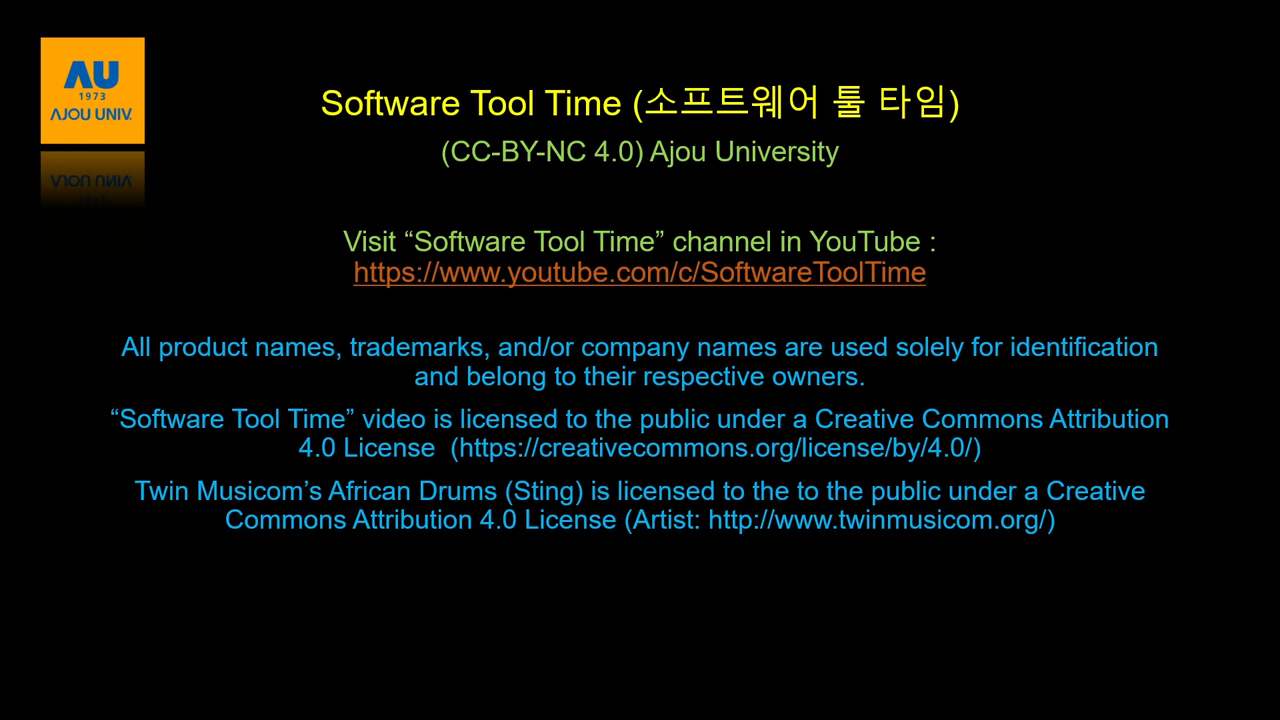 AU
1973
AJOU UNIV.
Software Tool Time (소프트웨어 툴 타임)
(CC-BY-NC 4.0) Ajou University
Visit “Software Tool Time” channel in YouTube :
https://www.youtube.com/c/SoftwareToolTime
All product names, trademarks, and/or company names are used solely for identification
and belong to their respective owners.
“Software Tool Time” video is licensed to the public under a Creative Commons Attribution
4.0 License (https://creativecommons.org/license/by/4.0/)
Twin Musicom’s African Drums (Sting) is licensed to the to the public under a Creative
Commons Attribution 4.0 License (Artist: http://www.twinmusicom.org/)